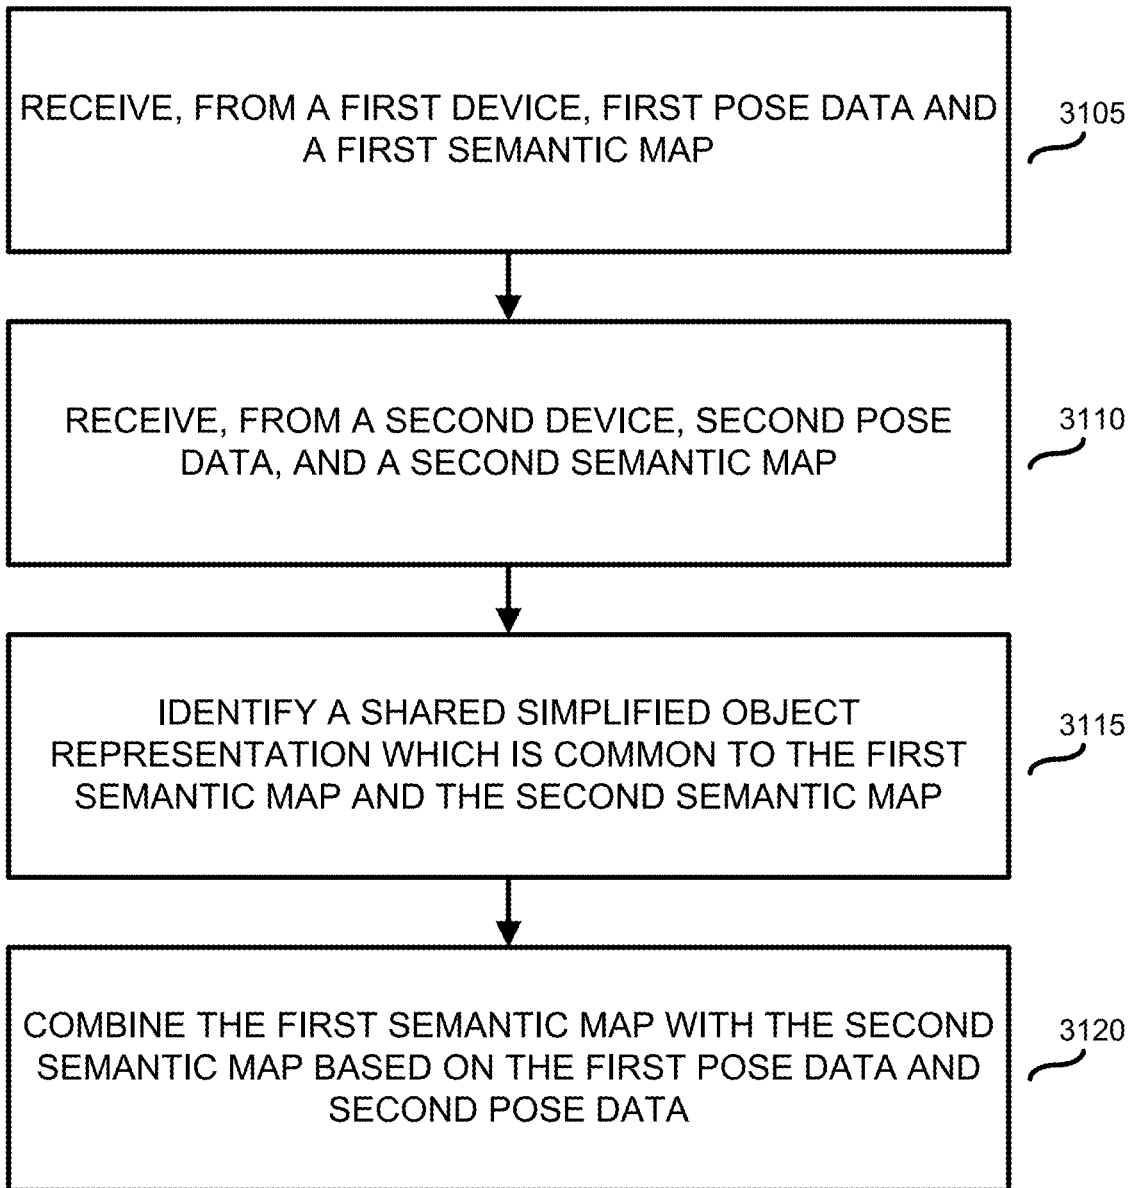 RECEIVE, FROM A FIRST DEVICE, FIRST POSE DATA AND
A FIRST SEMANTIC MAP
3105
RECEIVE, FROM A SECOND DEVICE, SECOND POSE
DATA, AND A SECOND SEMANTIC MAP
3110
IDENTIFY A SHARED SIMPLIFIED OBJECT
REPRESENTATION WHICH IS COMMON TO THE FIRST
SEMANTIC MAP AND THE SECOND SEMANTIC MAP
3115
COMBINE THE FIRST SEMANTIC MAP WITH THE SECOND
SEMANTIC MAP BASED ON THE FIRST POSE DATA AND
SECOND POSE DATA
3120